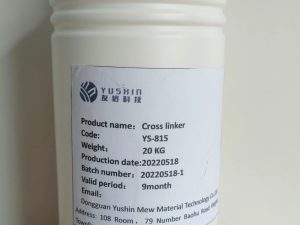 YUSHIN
友信科技
Product name: Cross linker
Code: YS-815
Weight: 20 KG
Production date:20220518
Batch number: 20220518-1
Valid period: 9month
Email:
Dongguan Yushin Mew Material Technology Co.,
Address: 108 Room , 79 Number Baohu Road,